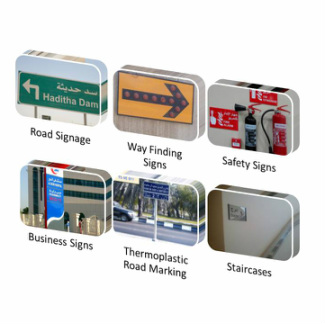 سد حديثة
Haditha Dam
Road Signage
Way Finding
Signs
Safety Signs
Business Signs
Thermoplastic
Road Marking
Staircases